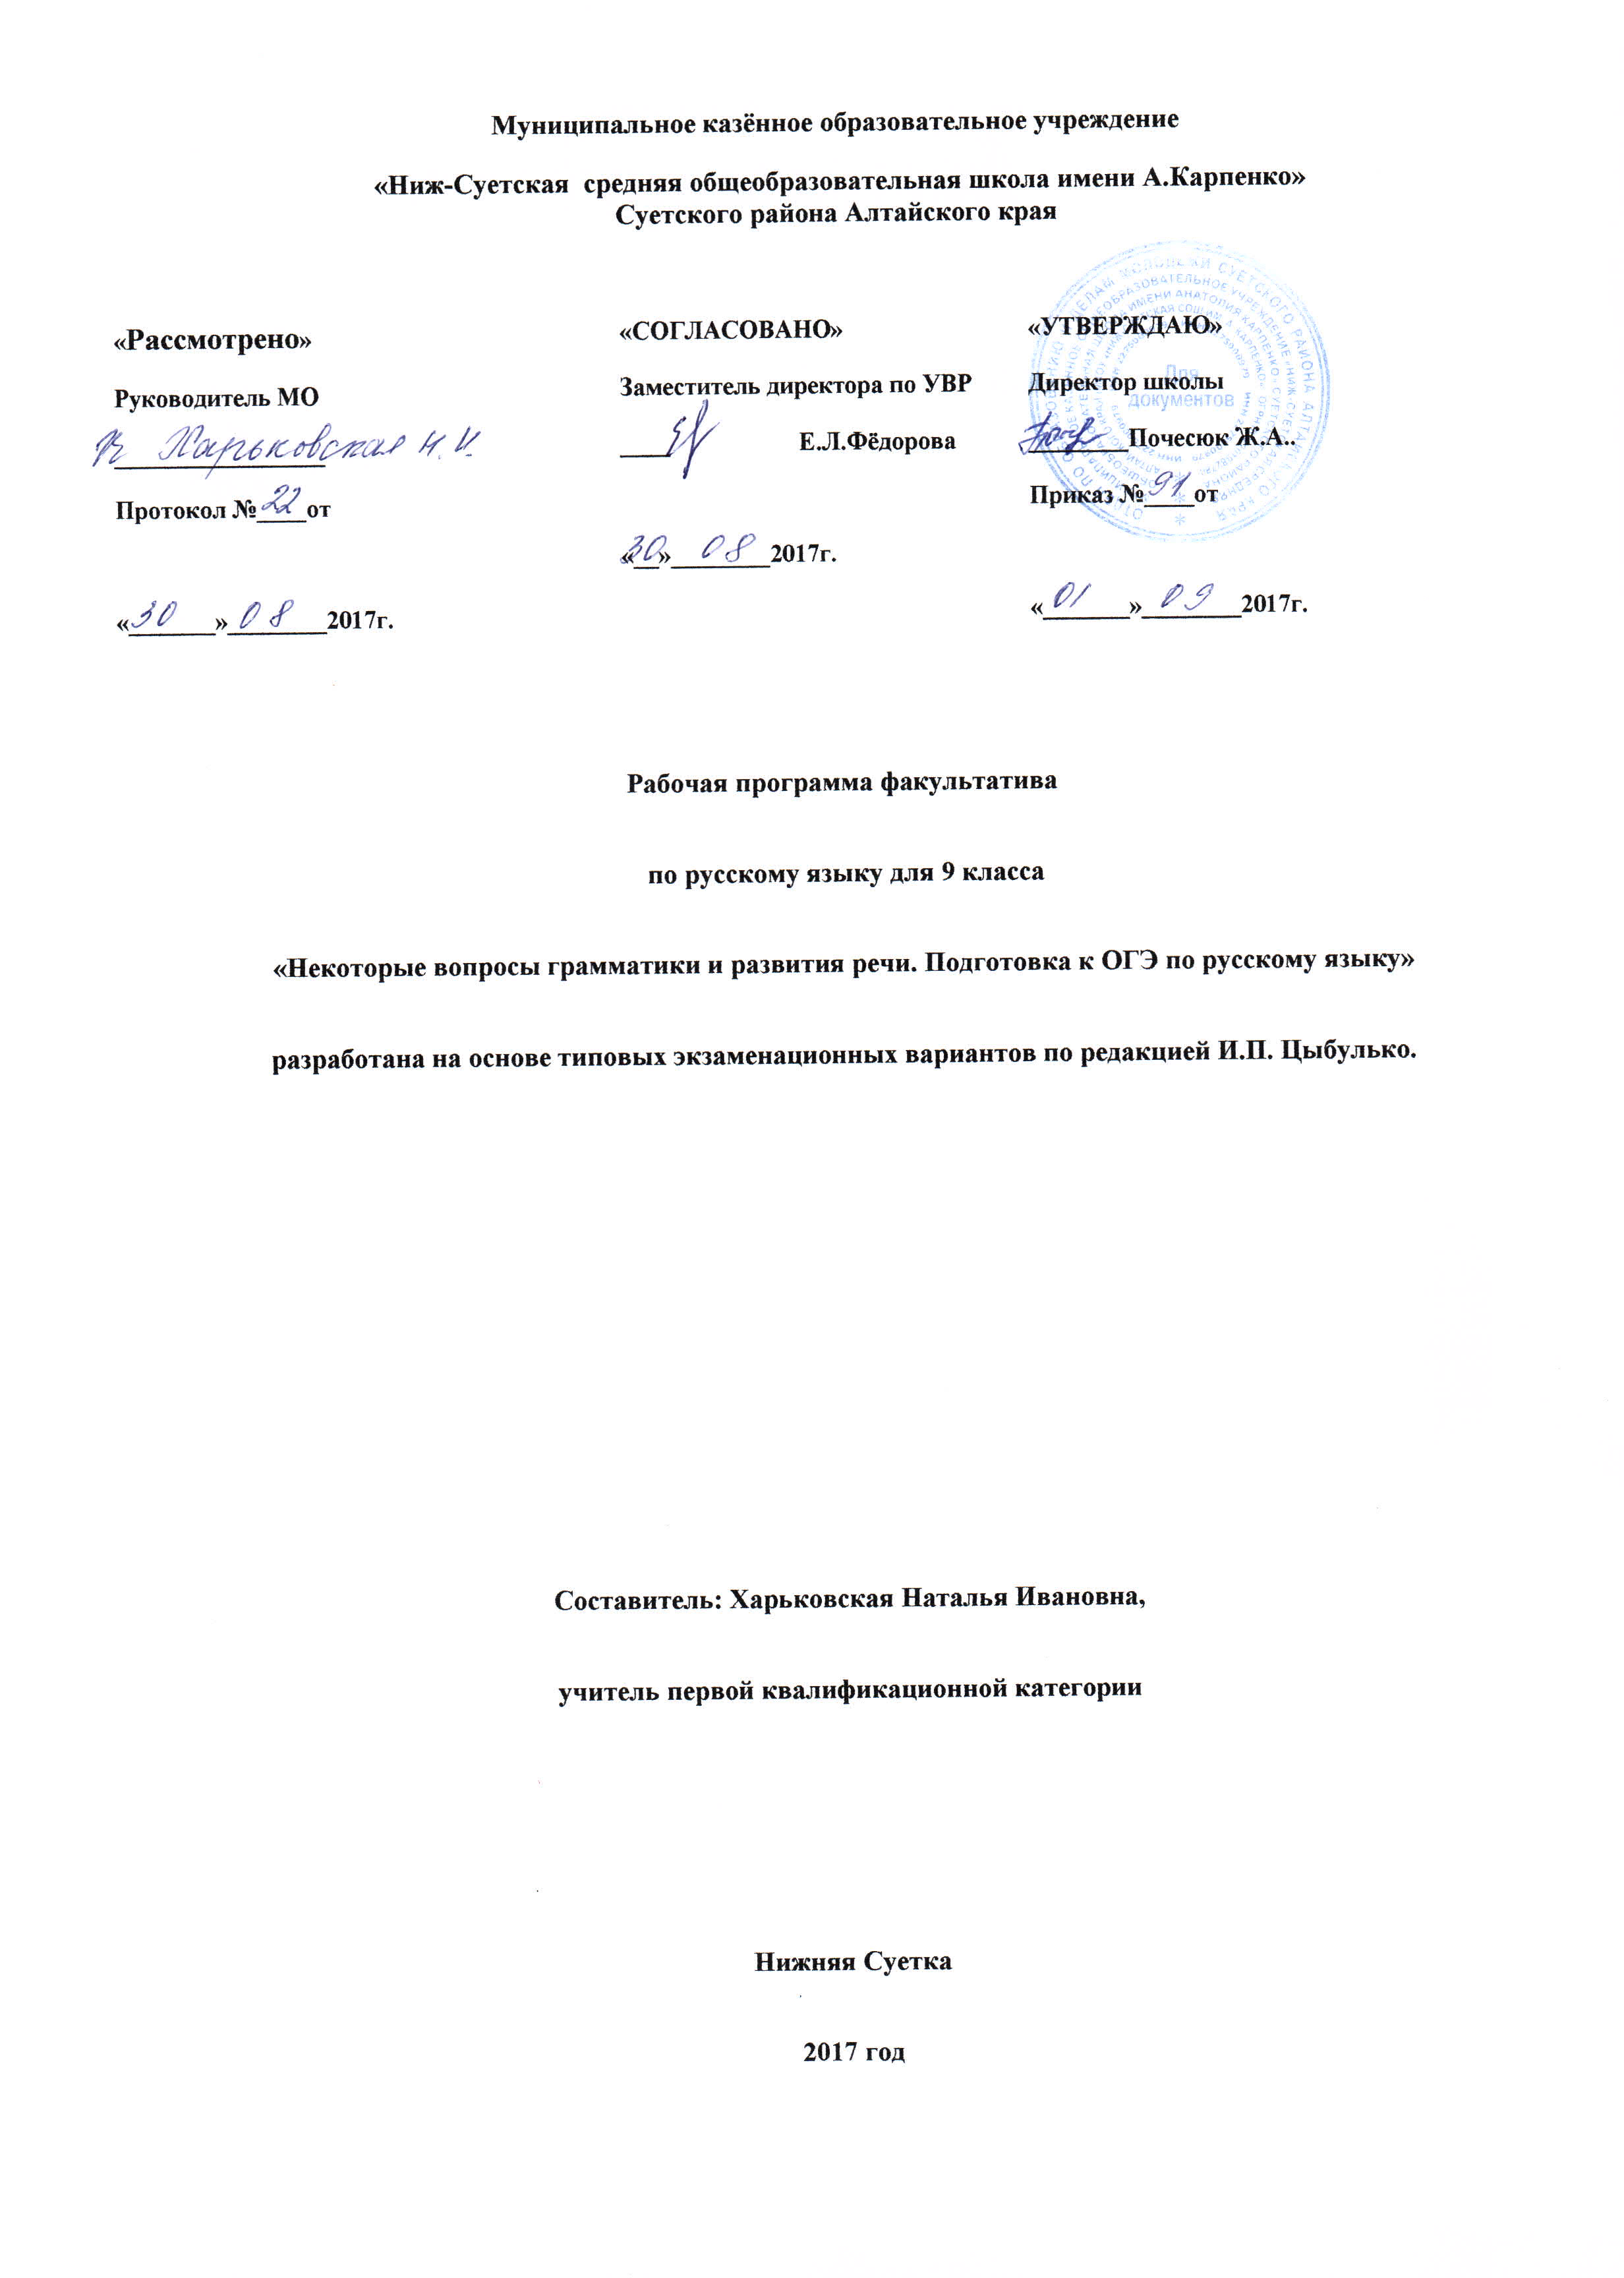 Муниципальное казённое образовательное учреждение
«Ниж-Суетская средняя общеобразовательная школа имени А.Карпенко»
Суетского района Алтайского края
«Рассмотрено»
Руководитель МО
Харьковская Н.И.
Протокол №22от
«30»08 2017г.
«СОГЛАСОВАНО»
Заместитель директора по УВР
Е.Л.Фёдорова
«30»08 2017г.
«УТВЕРЖДАЮ»
Директор школы
Почесюк Ж.А..
Приказ №91от
«01»09 2017г.
Для
документов
Рабочая программа факультатива
по русскому языку для 9 класса
«Некоторые вопросы грамматики и развития речи. Подготовка к ОГЭ по русскому языку»
разработана на основе типовых экзаменационных вариантов по редакцией И.П. Цыбулько.
Составитель: Харьковская Наталья Ивановна,
учитель первой квалификационной категории
Нижняя Суетка
2017 год